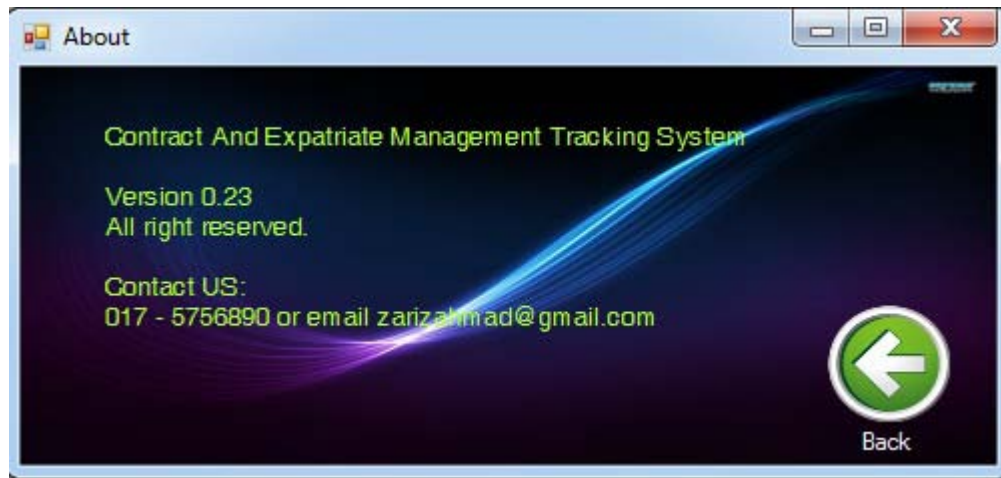 About
Contract And Expatriate Management Tracking System
Version 0.23
All right reserved.
Contact US:
017 - 5756890 or email zarizahmad@gmail.com
Back